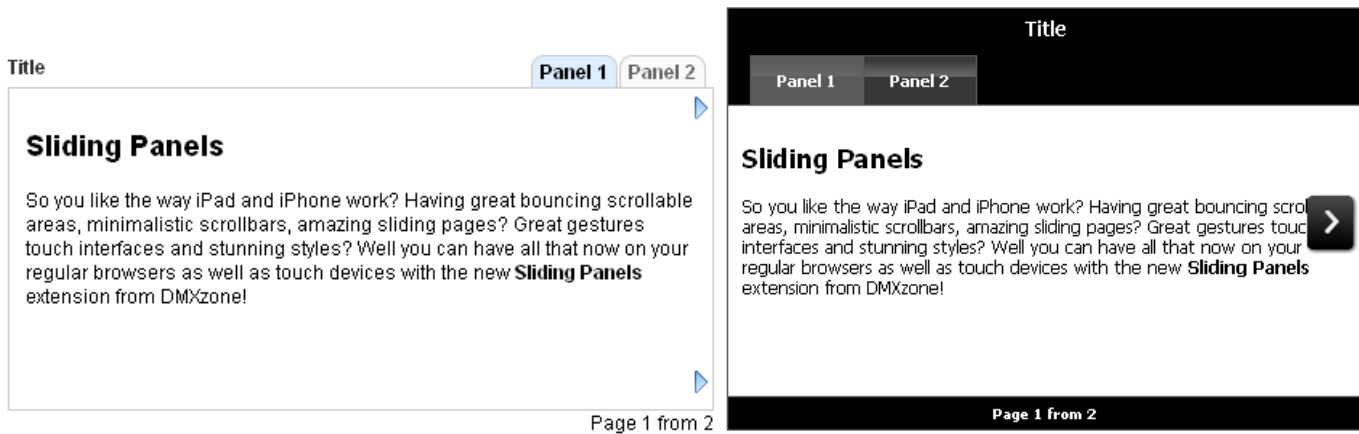 Title
Panel 1 Panel 2
Sliding Panels
So you like the way iPad and iPhone work? Having great bouncing scrollable
areas, minimalistic scrollbars, amazing sliding pages? Great gestures
touch interfaces and stunning styles? Well you can have all that now on your
regular browsers as well as touch devices with the new Sliding Panels
extension from DMXzone!
Page 1 from 2
Title
Panel 1 Panel 2
Sliding Panels
So you like the way iPad and iPhone work? Having great bouncing scrol
areas, minimalistic scrollbars, amazing sliding pages? Great gestures touc
interfaces and stunning styles? Well you can have all that now on your
regular browsers as well as touch devices with the new Sliding Panels
extension from DMXzone!
Page 1 from 2